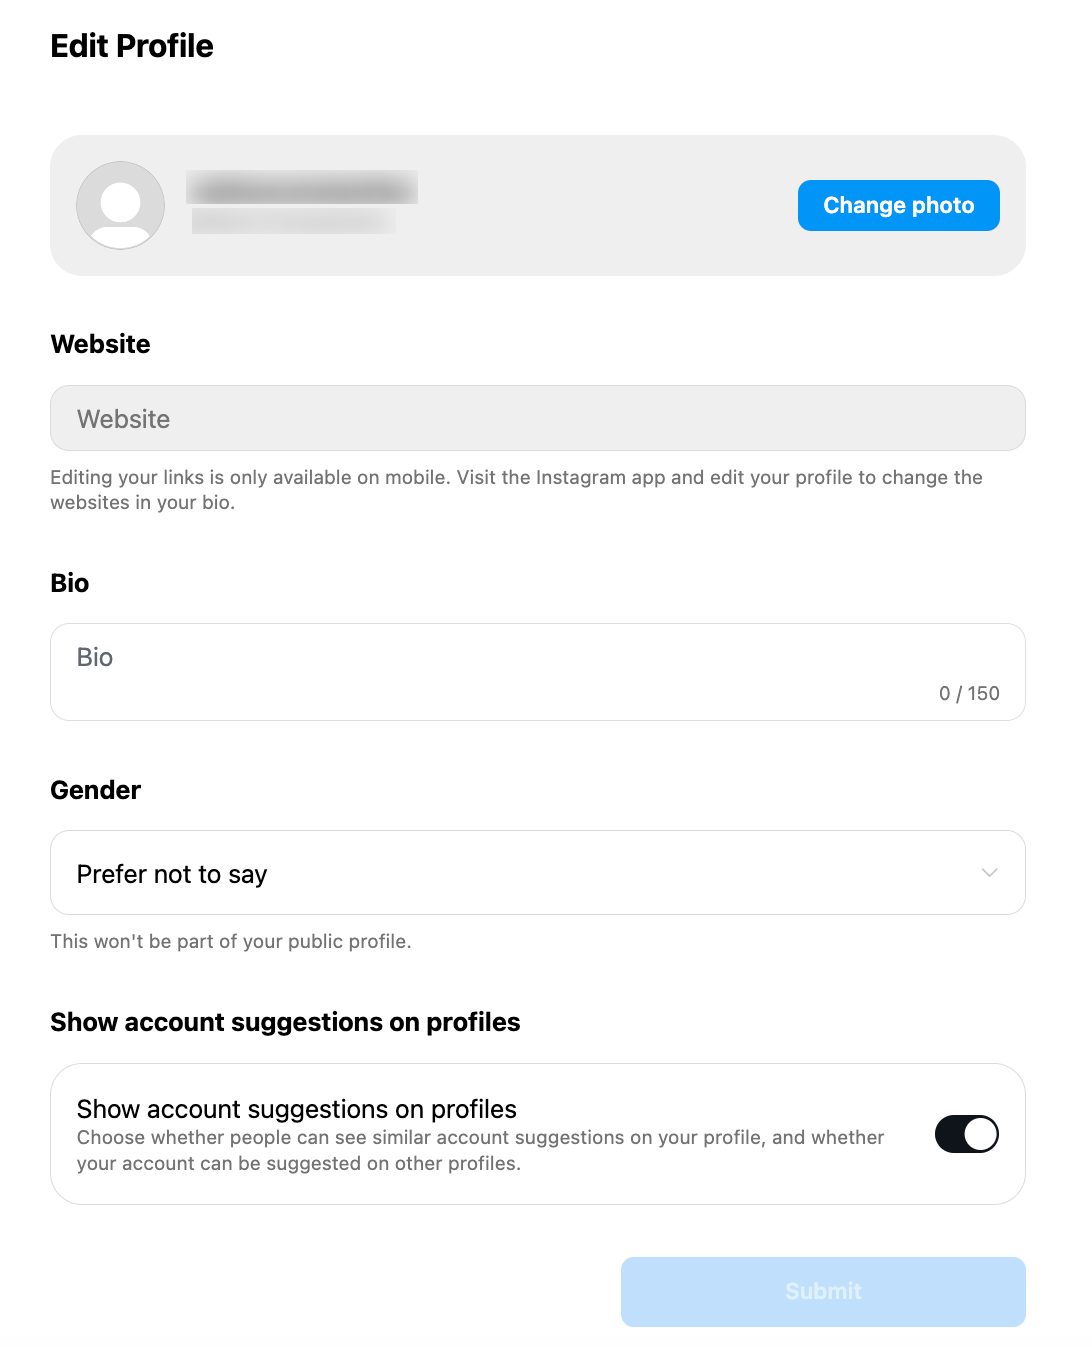 Edit Profile
Change photo
Website
Website
Editing your links is only available on mobile. Visit the Instagram app and edit your profile to change the
websites in your bio.
Bio
Bio
0 / 150
Gender
Prefer not to say
This won't be part of your public profile.
Show account suggestions on profiles
Show account suggestions on profiles
Choose whether people can see similar account suggestions on your profile, and whether
your account can be suggested on other profiles.
Submit